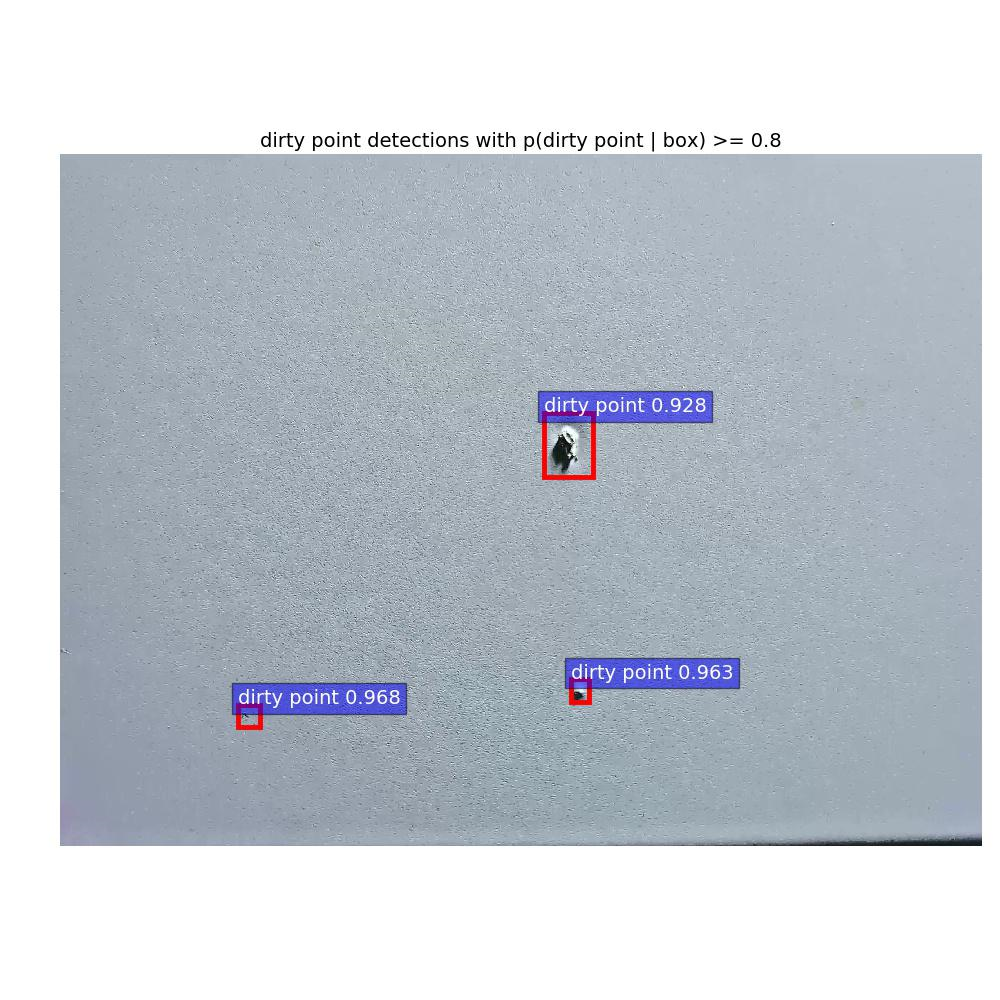 dirty point detections with p(dirty point | box) >= 0.8
dirty point 0.928
dirty point 0.963
dirty point 0.968